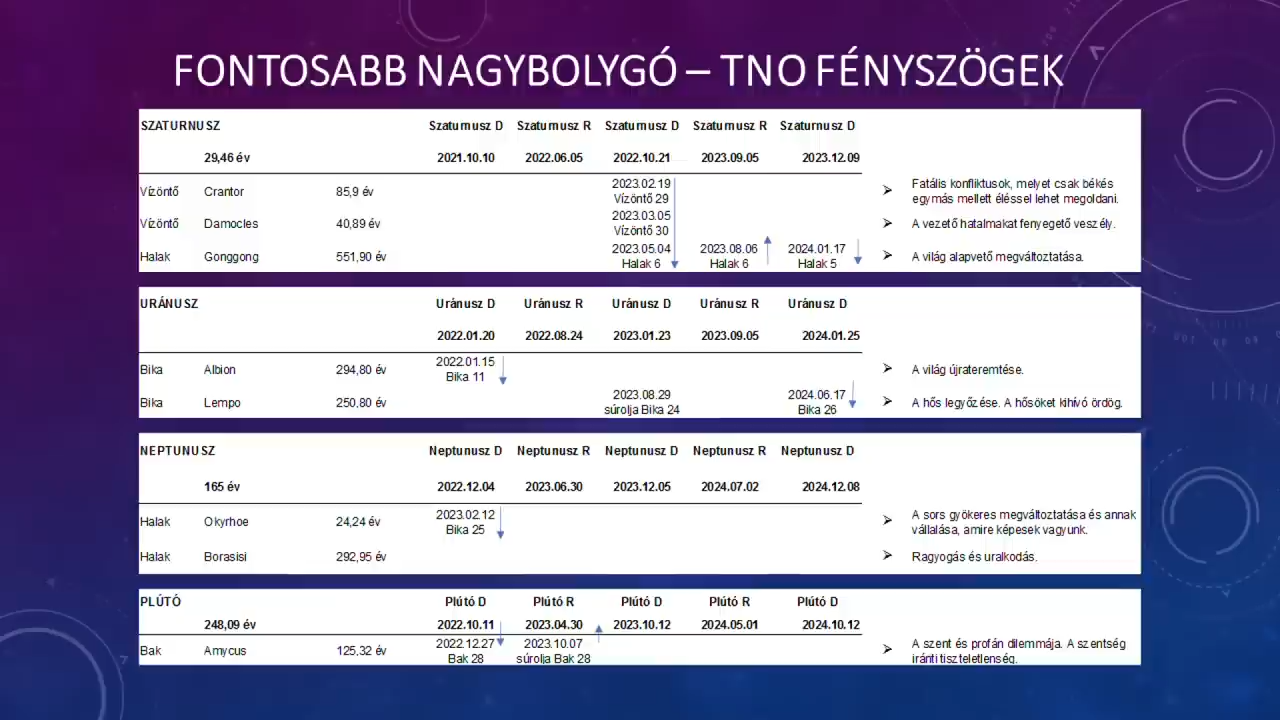 FONTOSABB NAGYBOLYGÓ – TNO FÉNYSZÖGEK
SZATURNUSZ Szaturnusz D Szaturnusz R Szaturnusz D Szaturnusz R Szaturnusz D
29,46 év 2021.10.10 2022.06.05 2022.10.21 2023.09.05 2023.12.09
Vízöntő Crantor 85,9 év 2023.02.19 Vízöntő 29 Fatális konfliktusok, melyet csak békés
egymás mellett éléssel lehet megoldani.
Vízöntő Damocles 40,89 év 2023.03.05 Vízöntő 30 A vezető hatalmakat fenyegető veszély.
Halak Gonggong 551,90 év 2023.05.04 Halak 6 2023.08.06 Halak 6 2024.01.17 Halak 5 A világ alapvető megváltoztatása.
URÁNUSZ Uránusz D Uránusz R Uránusz D Uránusz R Uránusz D
2022.01.20 2022.08.24 2023.01.23 2023.09.05 2024.01.25
Bika Albion 294,80 év 2022.01.15 Bika 11 A világ újrateremtése.
Bika Lempo 250,80 év 2023.08.29 súrolja Bika 24 2024.06.17 Bika 26 A hős legyőzése. A hősöket kihívó ördög.
NEPTUNUSZ Neptunusz D Neptunusz R Neptunusz D Neptunusz R Neptunusz D
165 év 2022.12.04 2023.06.30 2023.12.05 2024.07.02 2024.12.08
Halak Okyrhoe 24,24 év 2023.02.12 Bika 25 A sors gyökeres megváltoztatása és annak
vállalása, amire képesek vagyunk.
Halak Borasisi 292,95 év Ragyogás és uralkodás.
PLÚTÓ Plútó D Plútó R Plútó D Plútó R Plútó D
248,09 év 2022.10.11 2023.04.30 2023.10.12 2024.05.01 2024.10.12
Bak Amycus 125,32 év 2022.12.27 Bak 28 2023.10.07 súrolja Bak 28 A szent és profán dilemmája. A szentség
iránti tiszteletlenség.